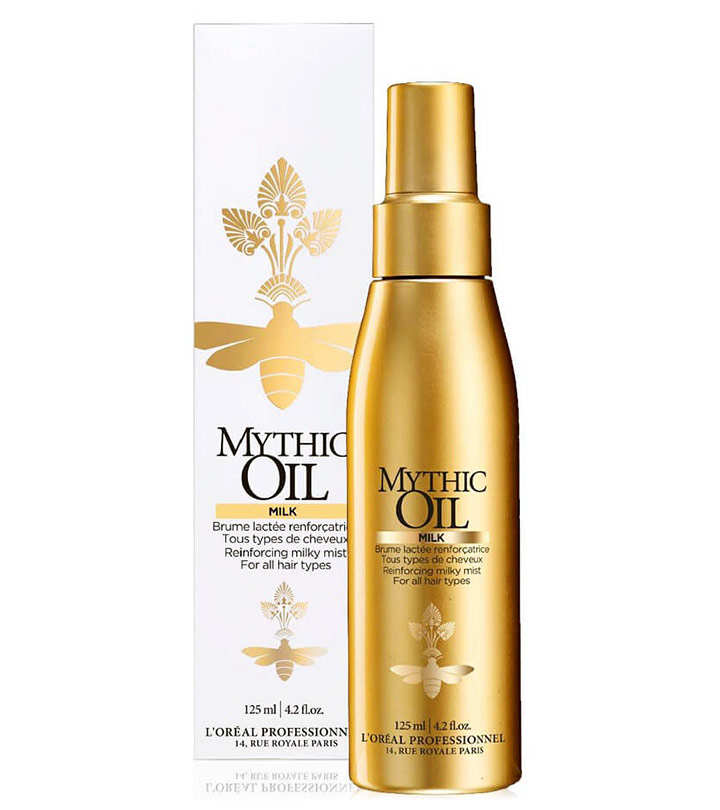 MYTHIC
OIL
MILK
Brume lactée renforçatric
Tous types de cheveux
Reinforcing milky mist
For all hair types
125 ml | 4.2 fl.oz.
L'ORÉAL PROFESSIONN
14, RUE ROYALE PARIS
MYTHIC
OIL
MILK
Brume lactée renforçatrice
Tous types de cheveux
Reinforcing milky mist
For all hair types
125 ml | 4.2 fl.oz.
L'ORÉAL PROFESSIONNEL
14, RUE ROYALE PARIS